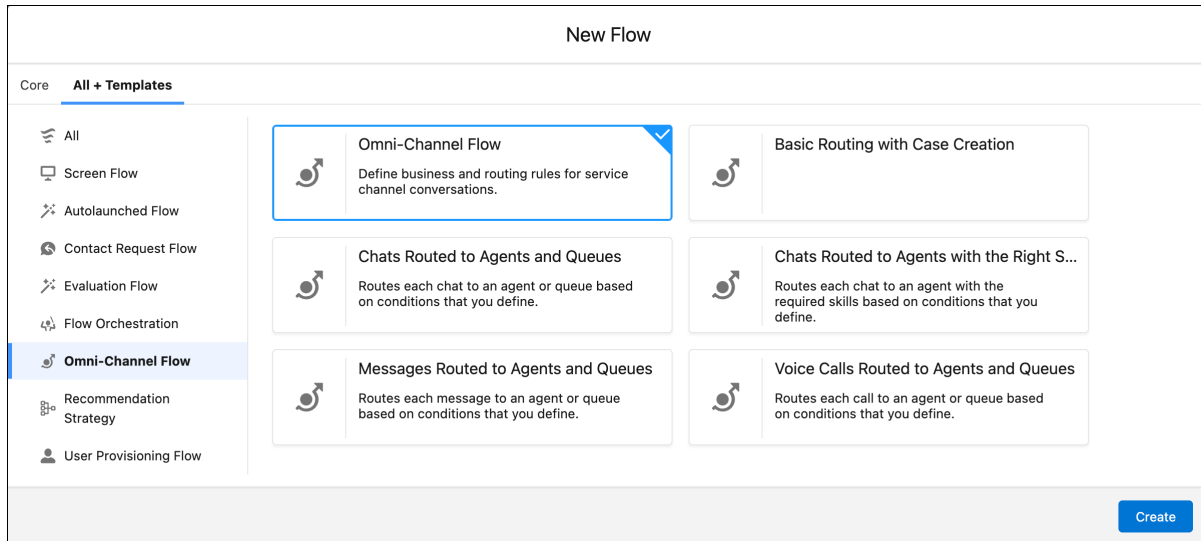 New Flow
Core
All + Templates
All
Screen Flow
Autolaunched Flow
Contact Request Flow
Evaluation Flow
Flow Orchestration
Omni-Channel Flow
Recommendation
Strategy
User Provisioning Flow
Omni-Channel Flow
Define business and routing rules for service
channel conversations.
Basic Routing with Case Creation
Chats Routed to Agents and Queues
Routes each chat to an agent or queue based
on conditions that you define.
Chats Routed to Agents with the Right S...
Routes each chat to an agent with the
required skills based on conditions that you
define.
Messages Routed to Agents and Queues
Routes each message to an agent or queue
based on conditions that you define.
Voice Calls Routed to Agents and Queues
Routes each call to an agent or queue based
on conditions that you define.
Create